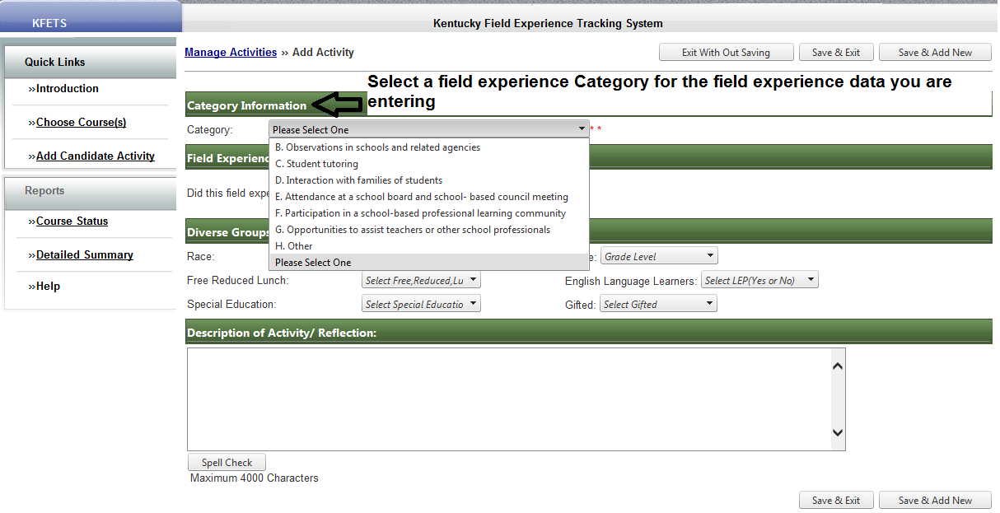 KFETS
Kentucky Field Experience Tracking System
Quick Links
»Introduction
»Choose Course(s)
»Add Candidate Activity
Reports
»Course Status
»Detailed Summary
»Help
Manage Activities » Add Activity
Exit With Out Saving
Save & Exit
Save & Add New
Select a field experience Category for the field experience data you are
entering
Category Information
Category:
Please Select One
* *
B. Observations in schools and related agencies
C. Student tutoring
D. Interaction with families of students
E. Attendance at a school board and school- based council meeting
F. Participation in a school-based professional learning community
G. Opportunities to assist teachers or other school professionals
H. Other
Please Select One
Field Experienc
Did this field expe
Diverse Groups
Race:
e:
Grade Level
Free Reduced Lunch:
Select Free,Reduced,Lu
English Language Learners:
Select LEP(Yes or No)
Special Education:
Select Special Educatio
Gifted:
Select Gifted
Description of Activity/ Reflection:
Spell Check
Maximum 4000 Characters
Save & Exit
Save & Add New